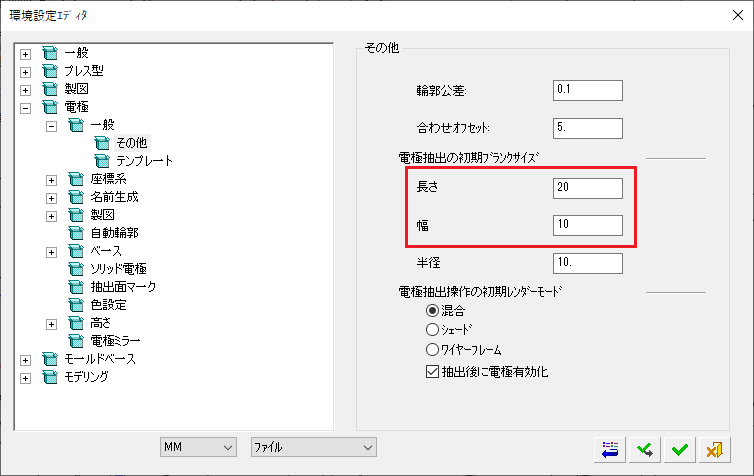 環境設定ｴﾃﾞｨﾀ
一般
プレス型
製図
電極
一般
その他
テンプレート
座標系
名前生成
製図
自動輪郭
ベース
ソリッド電極
抽出面マーク
色設定
高さ
電極ミラー
モールドベース
モデリング
その他
輪郭公差: 0.1
合わせｵﾌｾｯﾄ: 5.
電極抽出の初期ﾌﾞﾗﾝｸｻｲｽﾞ
長さ 20
幅 10
半径 10.
電極抽出操作の初期ﾚﾝﾀﾞｰﾓｰﾄﾞ
混合
ｼｪｰﾄﾞ
ﾜｲﾔｰﾌﾚｰﾑ
抽出後に電極有効化
MM ﾌｧｲﾙ